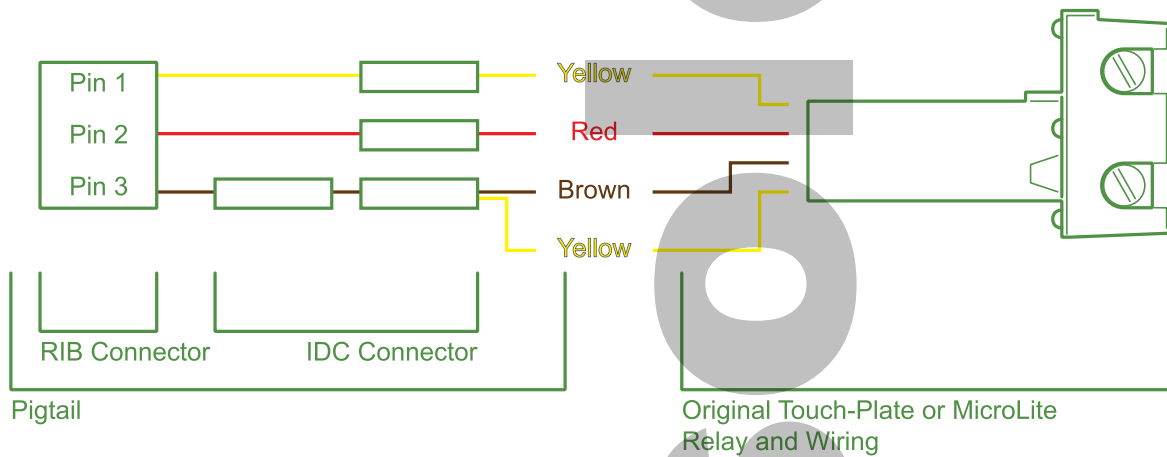 Pin 1
Yellow
Pin 2
Red
Pin 3
Brown
Yellow
RIB Connector
IDC Connector
Pigtail
Original Touch-Plate or MicroLite
Relay and Wiring